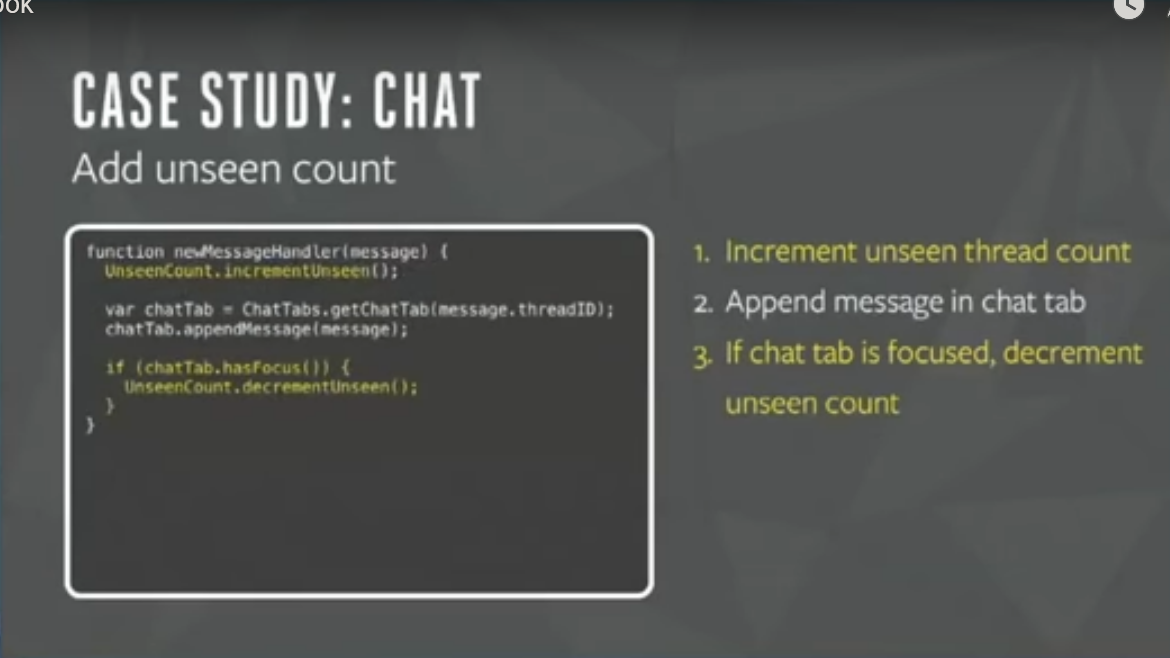 CASE STUDY: CHAT
Add unseen count
function newMessageHandler(message) {
  UnseenCount.incrementUnseen();
  var chatTab = ChatTabs.getChatTab(message.threadID);
  chatTab.appendMessage(message);
  if (chatTab.hasFocus()) {
    UnseenCount.decrementUnseen();
  }
}
1. Increment unseen thread count
2. Append message in chat tab
3. If chat tab is focused, decrement
unseen count